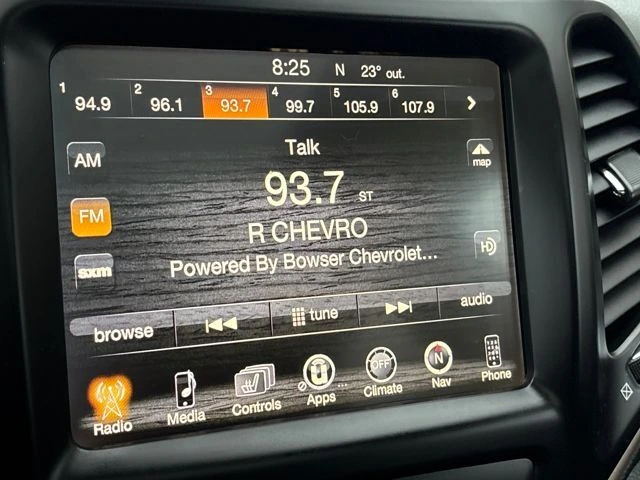 8:25 N 23° out.
1 94.9 2 96.1 3 93.7 4 99.7 5 105.9 6 107.9
Talk
AM
map
93.7 ST
FM
R CHEVRO
HD
Powered By Bowser Chevrolet...
sxm
browse tune audio
OFF N
Radio Media Controls Apps ... Climate Nav Phone